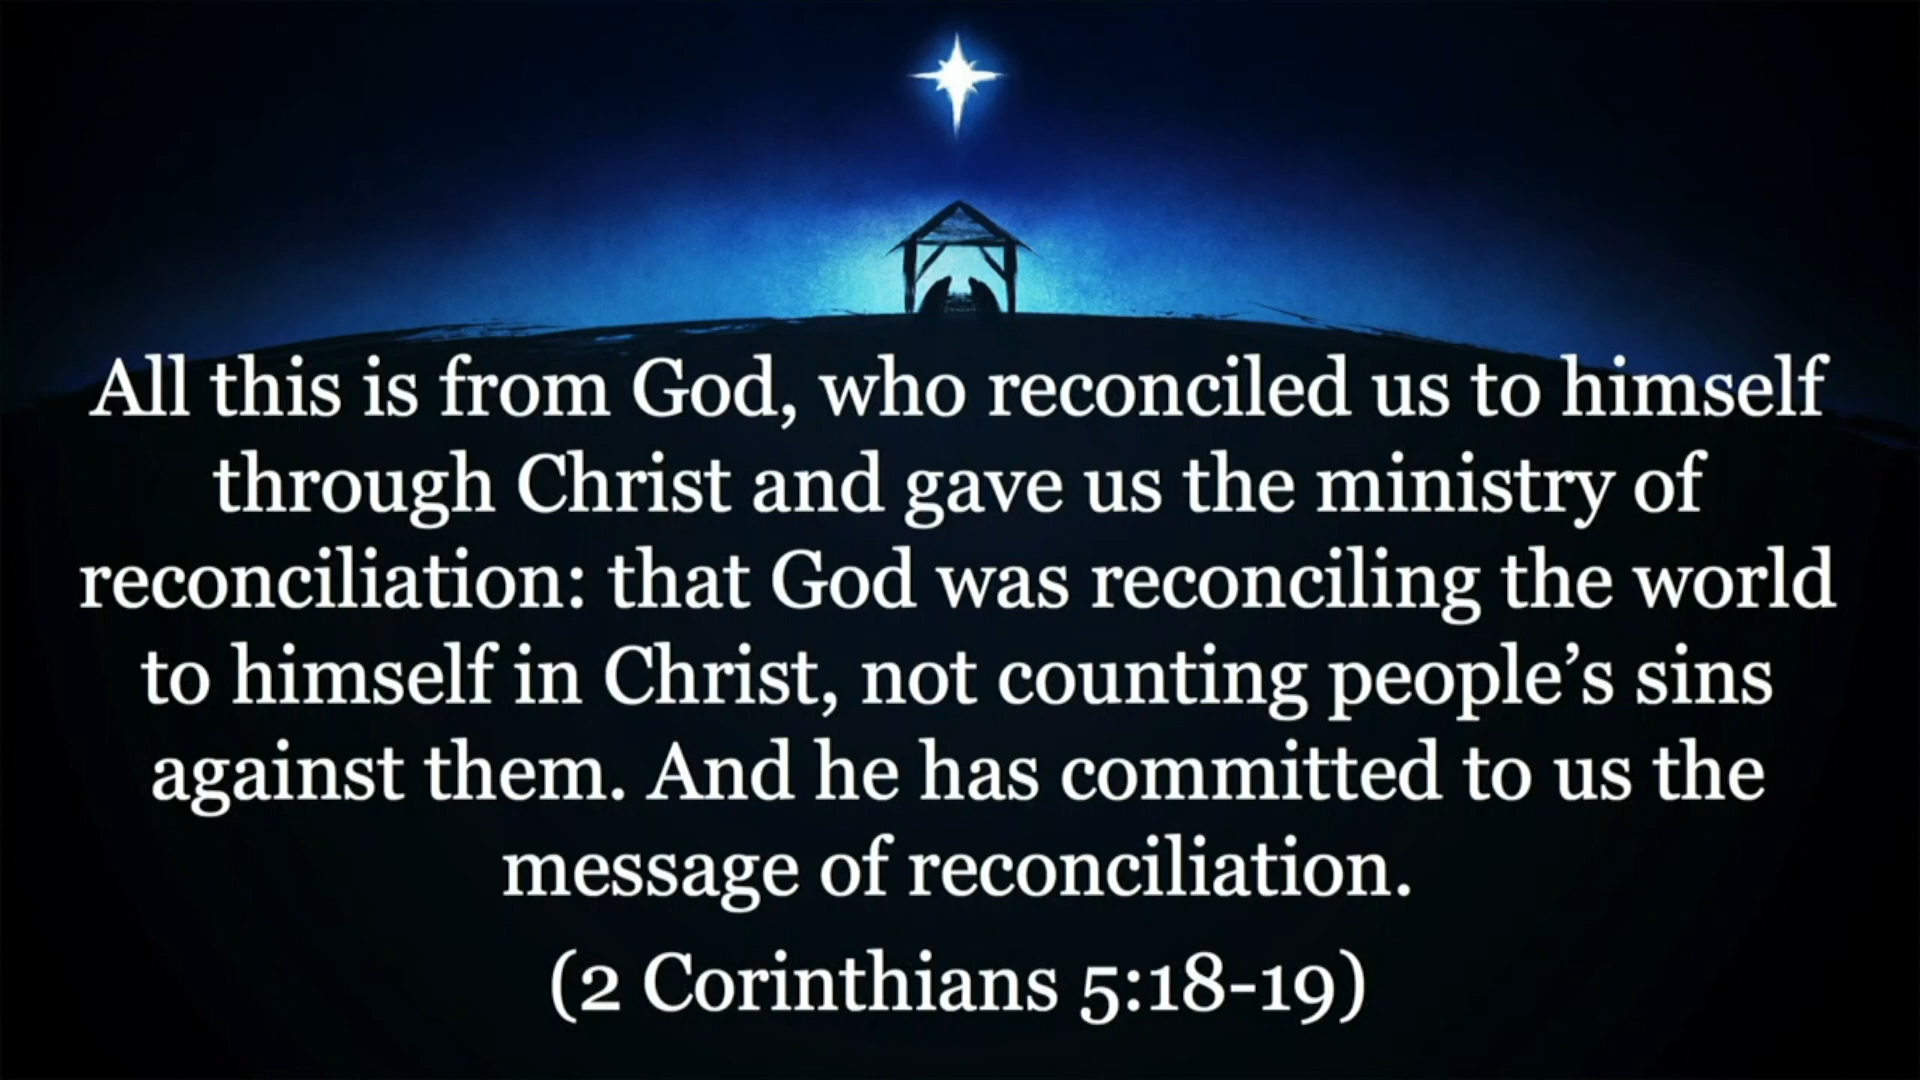 All this is from God, who reconciled us to himself
through Christ and gave us the ministry of
reconciliation: that God was reconciling the world
to himself in Christ, not counting people’s sins
against them. And he has committed to us the
message of reconciliation.
(2 Corinthians 5:18-19)